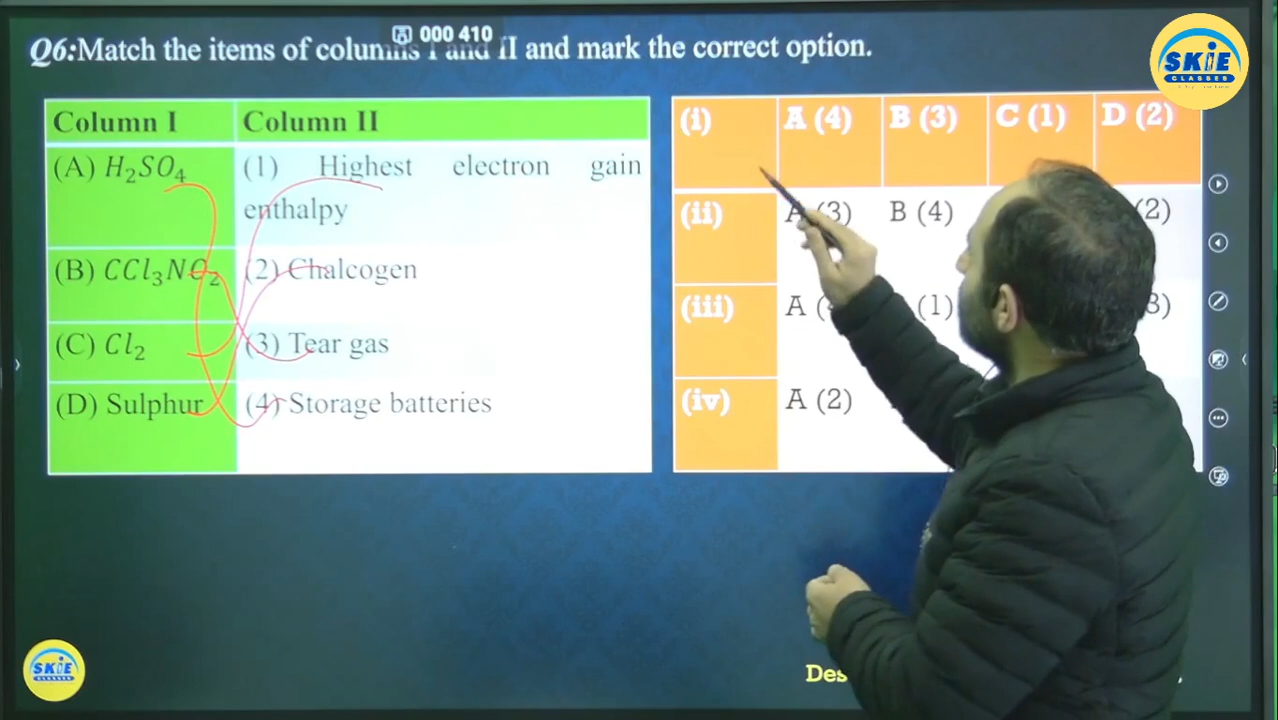 000 410
Q6:Match the items of columns I and II and mark the correct option.
SKiE
CLASSES
Column I Column II
(A) H₂SO₄ (1) Highest electron gain
enthalpy
(B) CCl₃NO₂ (2) Chalcogen
(C) Cl₂ (3) Tear gas
(D) Sulphur (4) Storage batteries
(i) A (4) B (3) C (1) D (2)
(ii) A (3) B (4) (2)
(iii) A (1)
(iv) A (2)
SKiE
CLASSES
Des